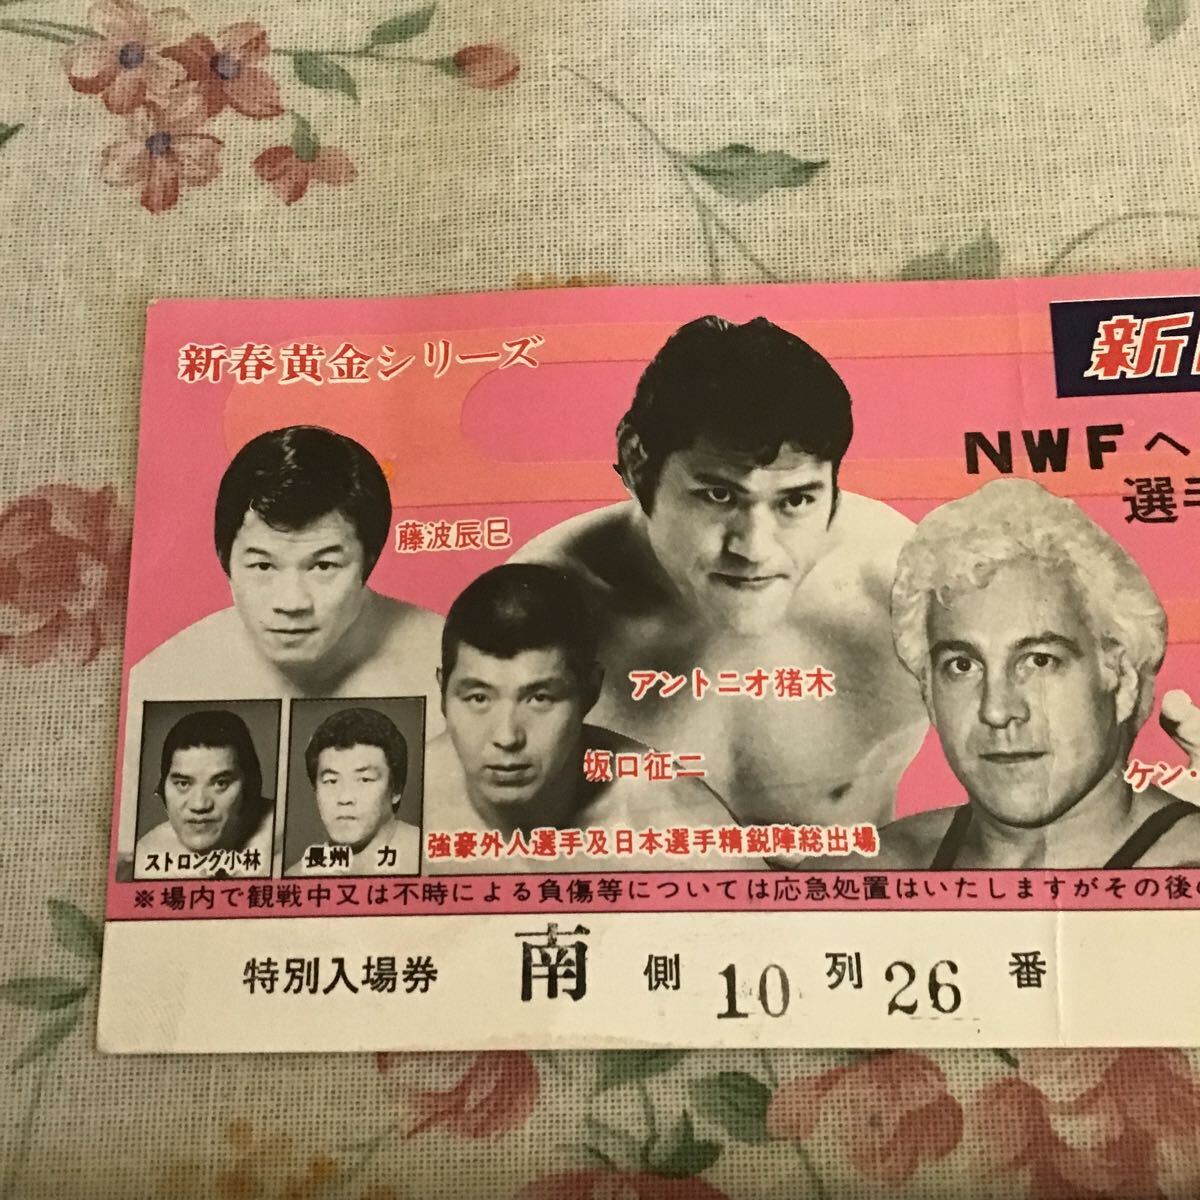 新春黄金シリーズ
新
NWFヘ
選手
藤波辰巳
アントニオ猪木
坂口征二
ケン・
ストロング小林
長州 力
強豪外人選手及日本選手精鋭陣総出場
※場内で観戦中又は不時による負傷等については応急処置はいたしますがその後の
特別入場券 南 側 10 列 26 番